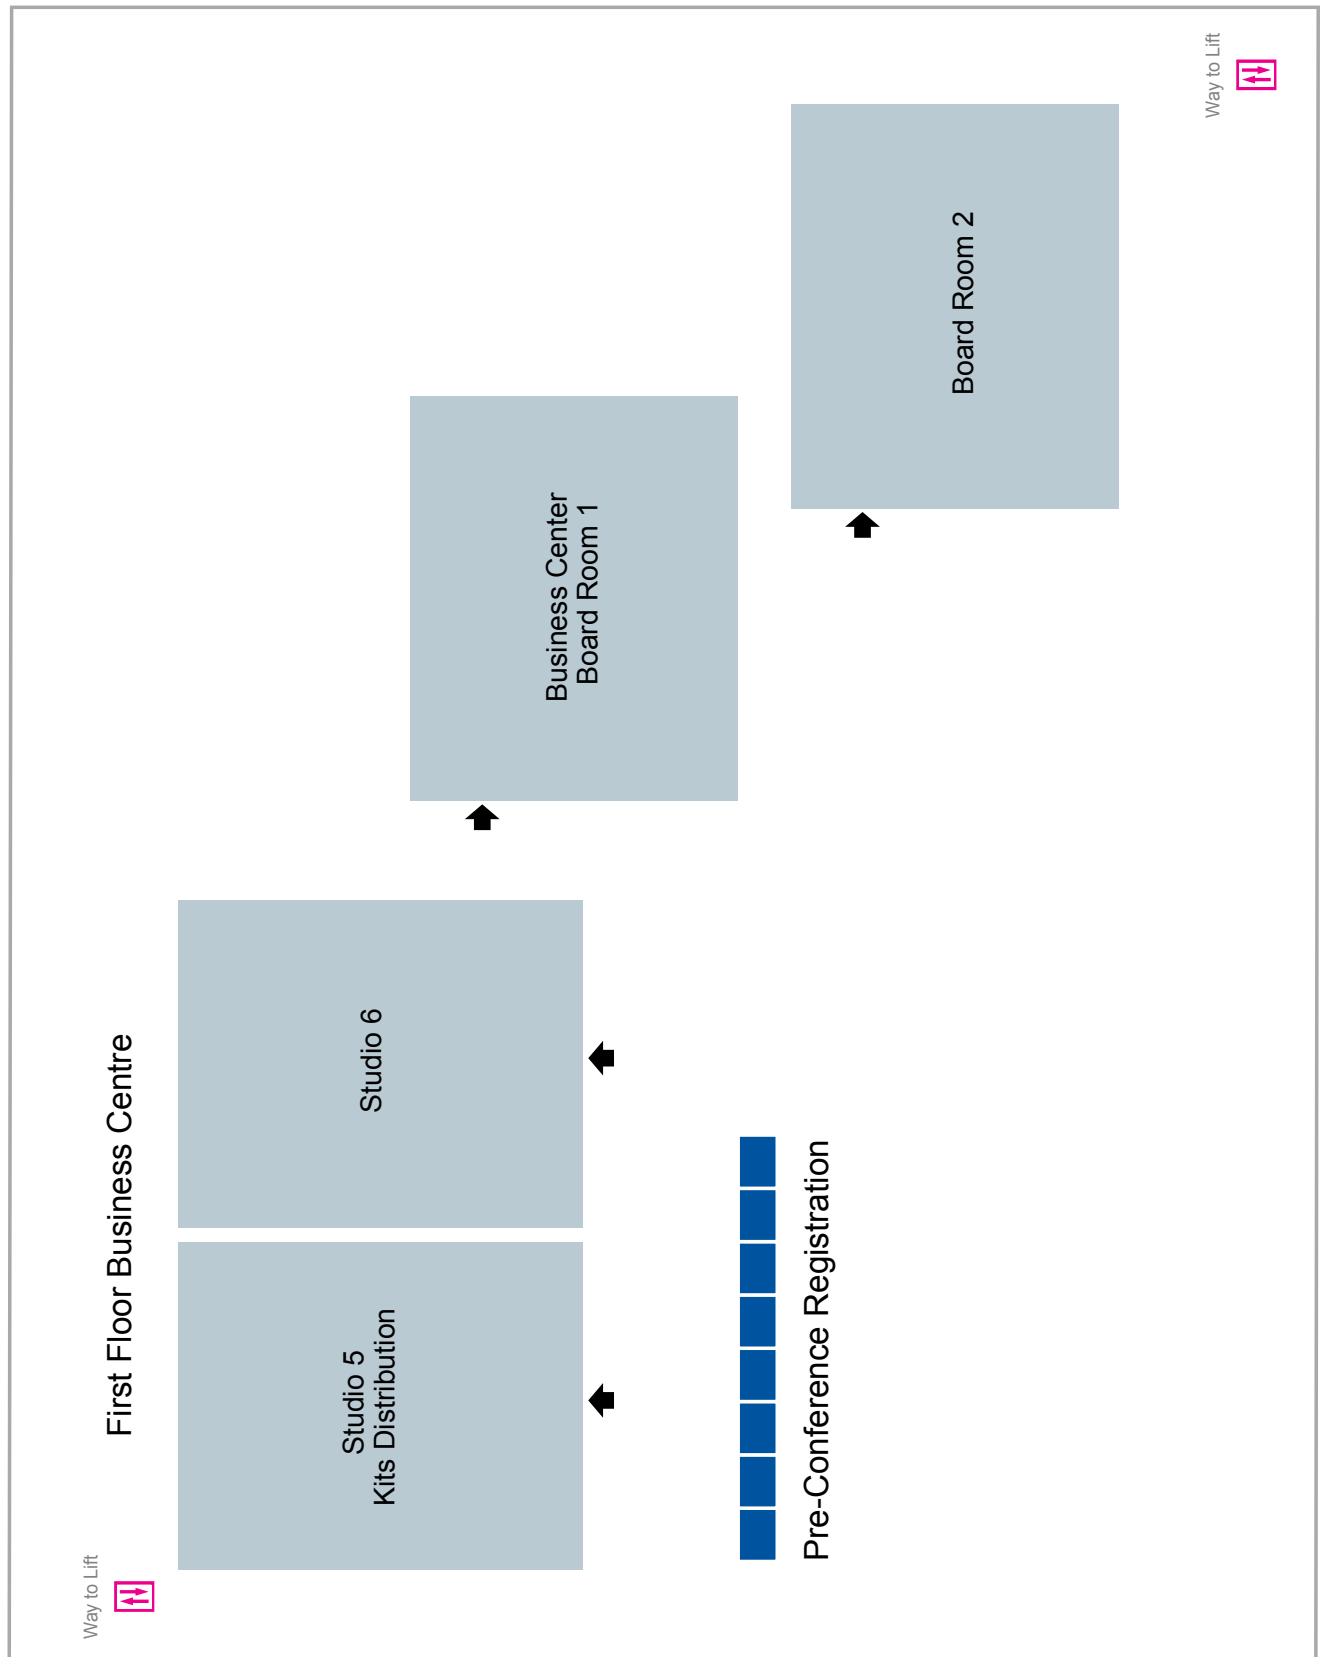 Way to Lift
First Floor Business Centre
Studio 5
Kits Distribution
Studio 6
Business Center
Board Room 1
Board Room 2
Pre-Conference Registration
Way to Lift